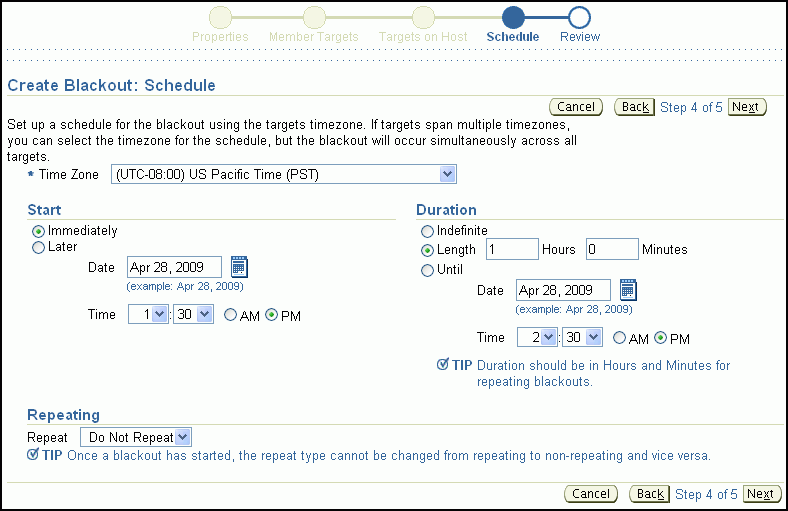 Properties Member Targets Targets on Host Schedule Review
Create Blackout: Schedule
Cancel Back Step 4 of 5 Next
Set up a schedule for the blackout using the targets timezone. If targets span multiple timezones,
you can select the timezone for the schedule, but the blackout will occur simultaneously across all
targets.
* Time Zone (UTC-08:00) US Pacific Time (PST)
Start
Immediately
Later
Date Apr 28, 2009
(example: Apr 28, 2009)
Time 1 : 30 AM PM
Duration
Indefinite
Length 1 Hours 0 Minutes
Until
Date Apr 28, 2009
(example: Apr 28, 2009)
Time 2 : 30 AM PM
TIP Duration should be in Hours and Minutes for
repeating blackouts.
Repeating
Repeat Do Not Repeat
TIP Once a blackout has started, the repeat type cannot be changed from repeating to non-repeating and vice versa.
Cancel Back Step 4 of 5 Next